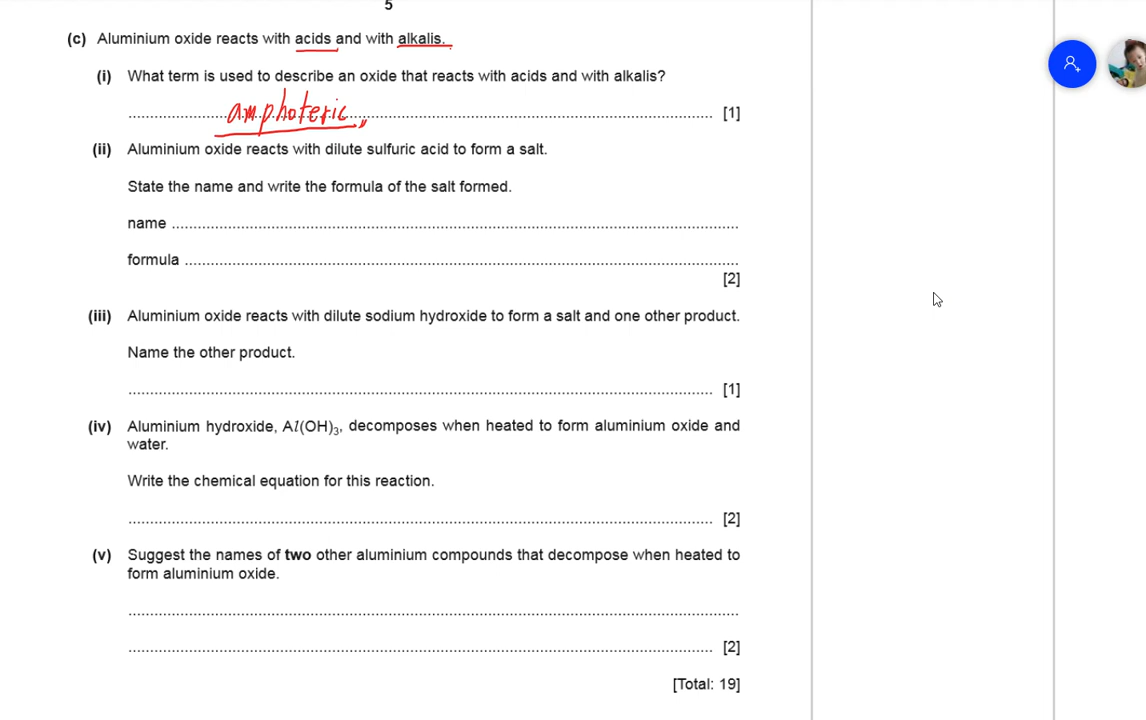 5
(c) Aluminium oxide reacts with acids and with alkalis.
(i) What term is used to describe an oxide that reacts with acids and with alkalis?
amphoteric,, [1]
(ii) Aluminium oxide reacts with dilute sulfuric acid to form a salt.
State the name and write the formula of the salt formed.
name
formula
[2]
(iii) Aluminium oxide reacts with dilute sodium hydroxide to form a salt and one other product.
Name the other product.
[1]
(iv) Aluminium hydroxide, Al(OH)₃, decomposes when heated to form aluminium oxide and
water.
Write the chemical equation for this reaction.
[2]
(v) Suggest the names of two other aluminium compounds that decompose when heated to
form aluminium oxide.
[2]
[Total: 19]